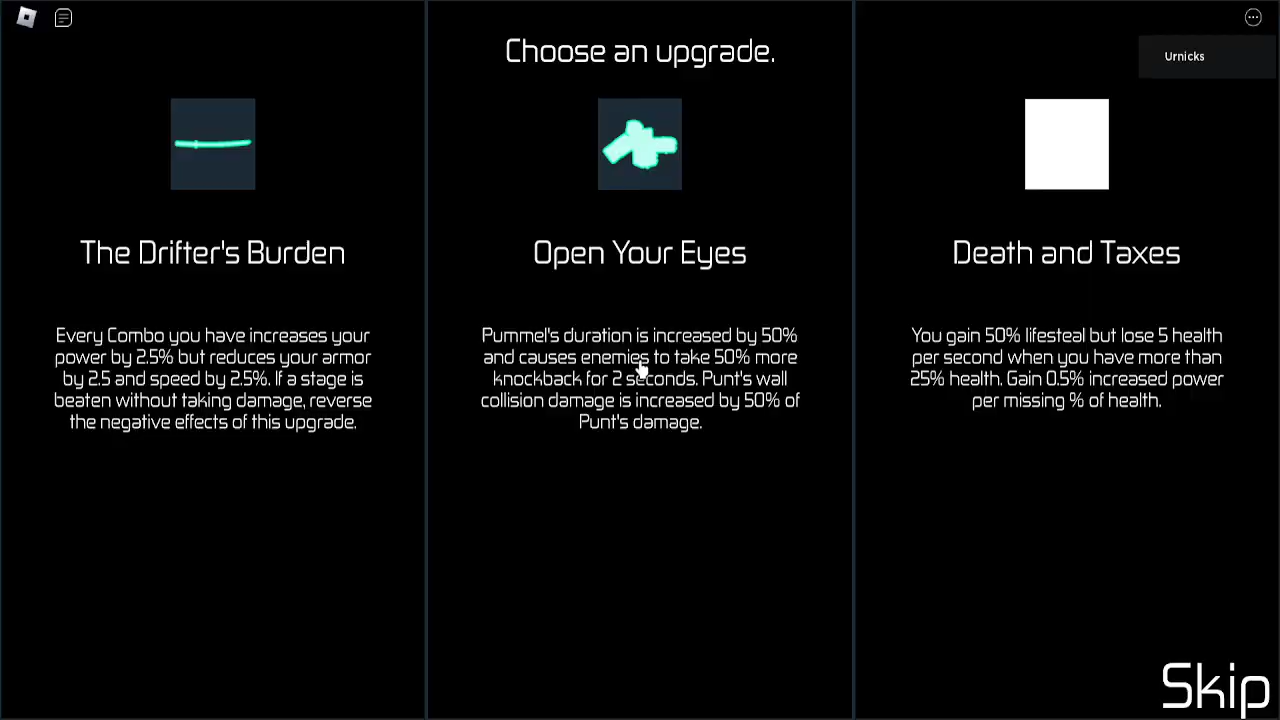 Choose an upgrade.
Urnicks
The Drifter's Burden
Every Combo you have increases your
power by 2.5% but reduces your armor
by 2.5 and speed by 2.5%. If a stage is
beaten without taking damage, reverse
the negative effects of this upgrade.
Open Your Eyes
Pummel's duration is increased by 50%
and causes enemies to take 50% more
knockback for 2 seconds. Punt's wall
collision damage is increased by 50% of
Punt's damage.
Death and Taxes
You gain 50% lifesteal but lose 5 health
per second when you have more than
25% health. Gain 0.5% increased power
per missing % of health.
Skip